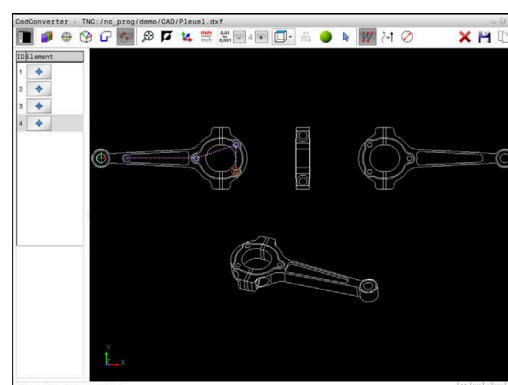 CadConverter - TNC:/nc_prog/demo/CAD/Pleuel.dxf
mm
inch
0,01
0,001
4
ID Element
1
2
3
4
Y
Z
X